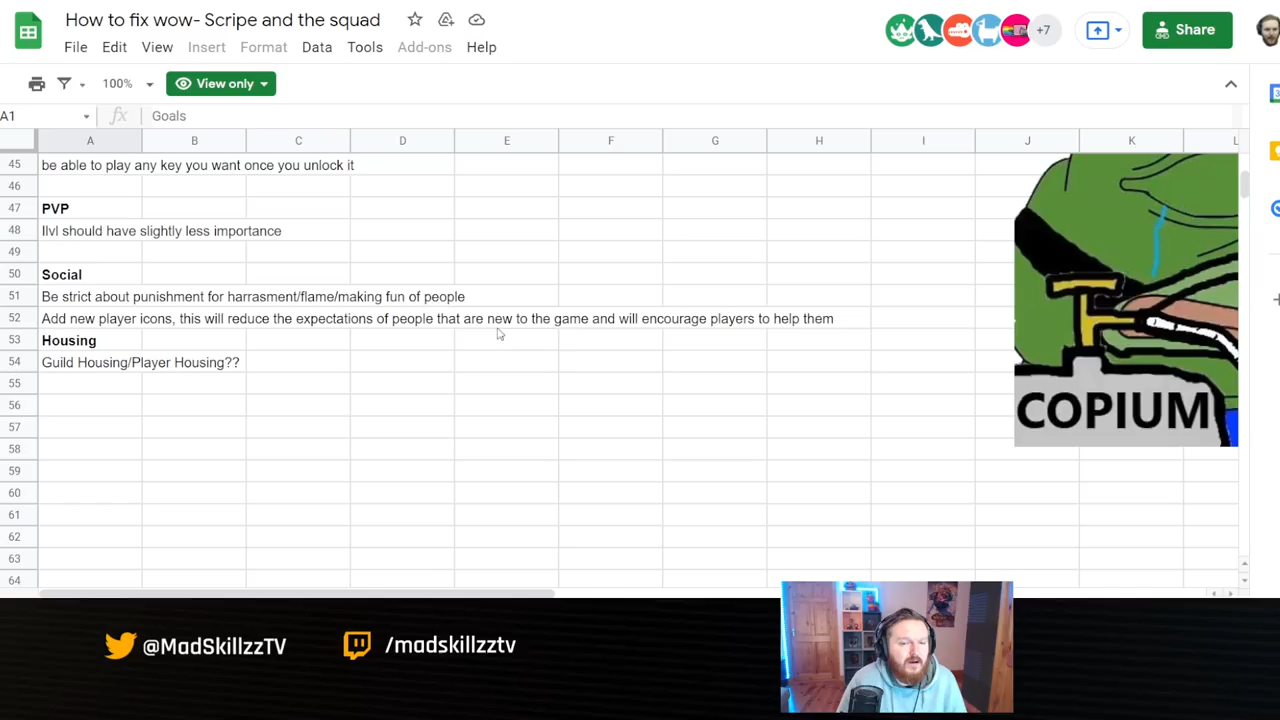 How to fix wow- Scripe and the squad
+7
Share
File Edit View Insert Format Data Tools Add-ons Help
100% View only
A1 fx Goals
A B C D E F G H I J K L
45 be able to play any key you want once you unlock it
46
47 PVP
48 Ilvl should have slightly less importance
49
50 Social
51 Be strict about punishment for harrasment/flame/making fun of people
52 Add new player icons, this will reduce the expectations of people that are new to the game and will encourage players to help them
53 Housing
54 Guild Housing/Player Housing??
55
56
57
58
59
60
61
62
63
64
COPIUM
@MadSkillzzTV /madskillzztv